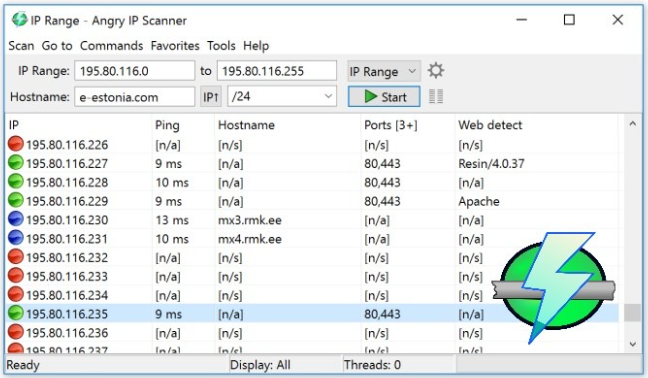 IP Range - Angry IP Scanner
Scan Go to Commands Favorites Tools Help
IP Range: 195.80.116.0 to 195.80.116.255 IP Range
Hostname: e-estonia.com IP↑ /24 Start
IP Ping Hostname Ports [3+] Web detect
195.80.116.226 [n/a] [n/s] [n/s] [n/s]
195.80.116.227 9 ms [n/a] 80,443 Resin/4.0.37
195.80.116.228 10 ms [n/a] 80,443 [n/a]
195.80.116.229 9 ms [n/a] 80,443 Apache
195.80.116.230 13 ms mx3.rmk.ee [n/a] [n/a]
195.80.116.231 10 ms mx4.rmk.ee [n/a] [n/a]
195.80.116.232 [n/a] [n/s] [n/s] [n/s]
195.80.116.233 [n/a] [n/s] [n/s] [n/s]
195.80.116.234 [n/a] [n/s] [n/s] [n/s]
195.80.116.235 9 ms [n/a] 80,443 [n/a]
195.80.116.236 [n/a] [n/s] [n/s] [n/s]
195.80.116.237 [n/a] [n/s] [n/s] [n/s]
Ready Display: All Threads: 0